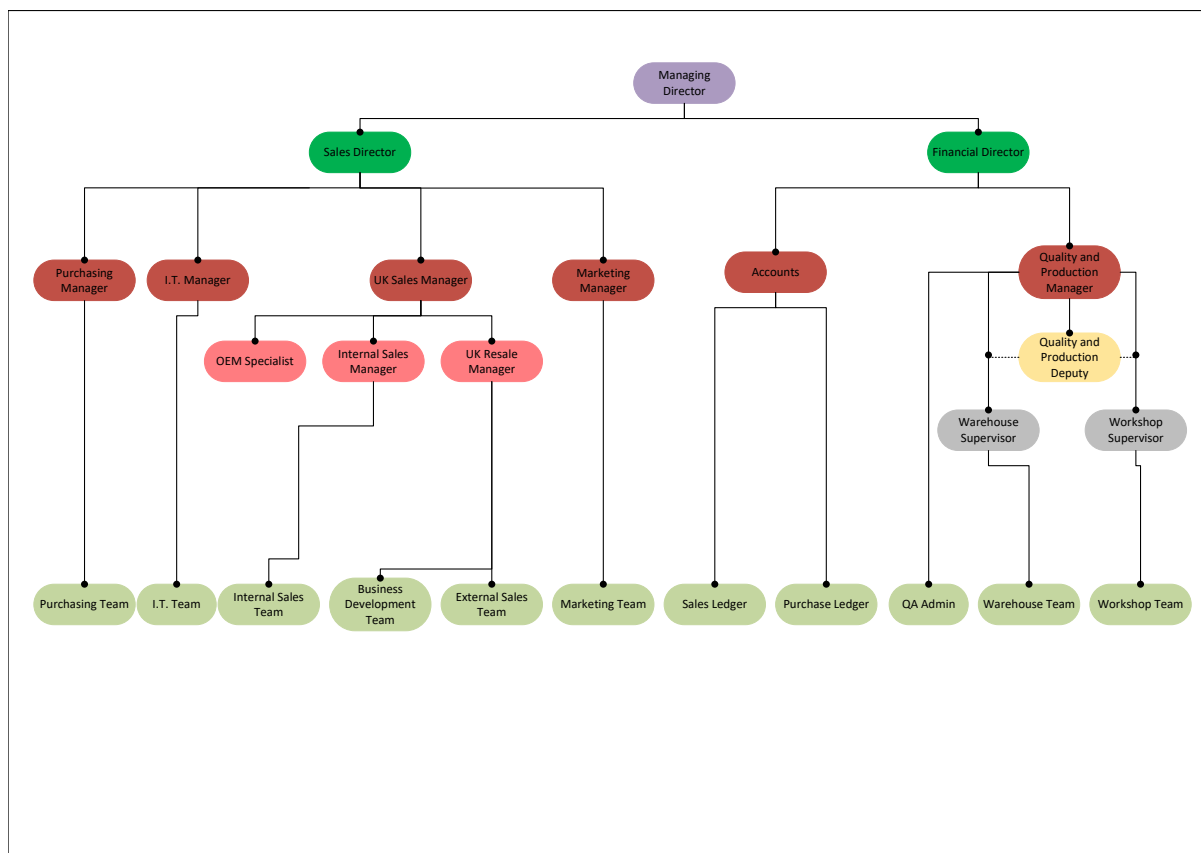 Managing
Director
Sales Director
Financial Director
Purchasing
Manager
I.T. Manager
UK Sales Manager
Marketing
Manager
Accounts
Quality and
Production
Manager
OEM Specialist
Internal Sales
Manager
UK Resale
Manager
Quality and
Production
Deputy
Warehouse
Supervisor
Workshop
Supervisor
Purchasing Team
I.T. Team
Internal Sales
Team
Business
Development
Team
External Sales
Team
Marketing Team
Sales Ledger
Purchase Ledger
QA Admin
Warehouse Team
Workshop Team